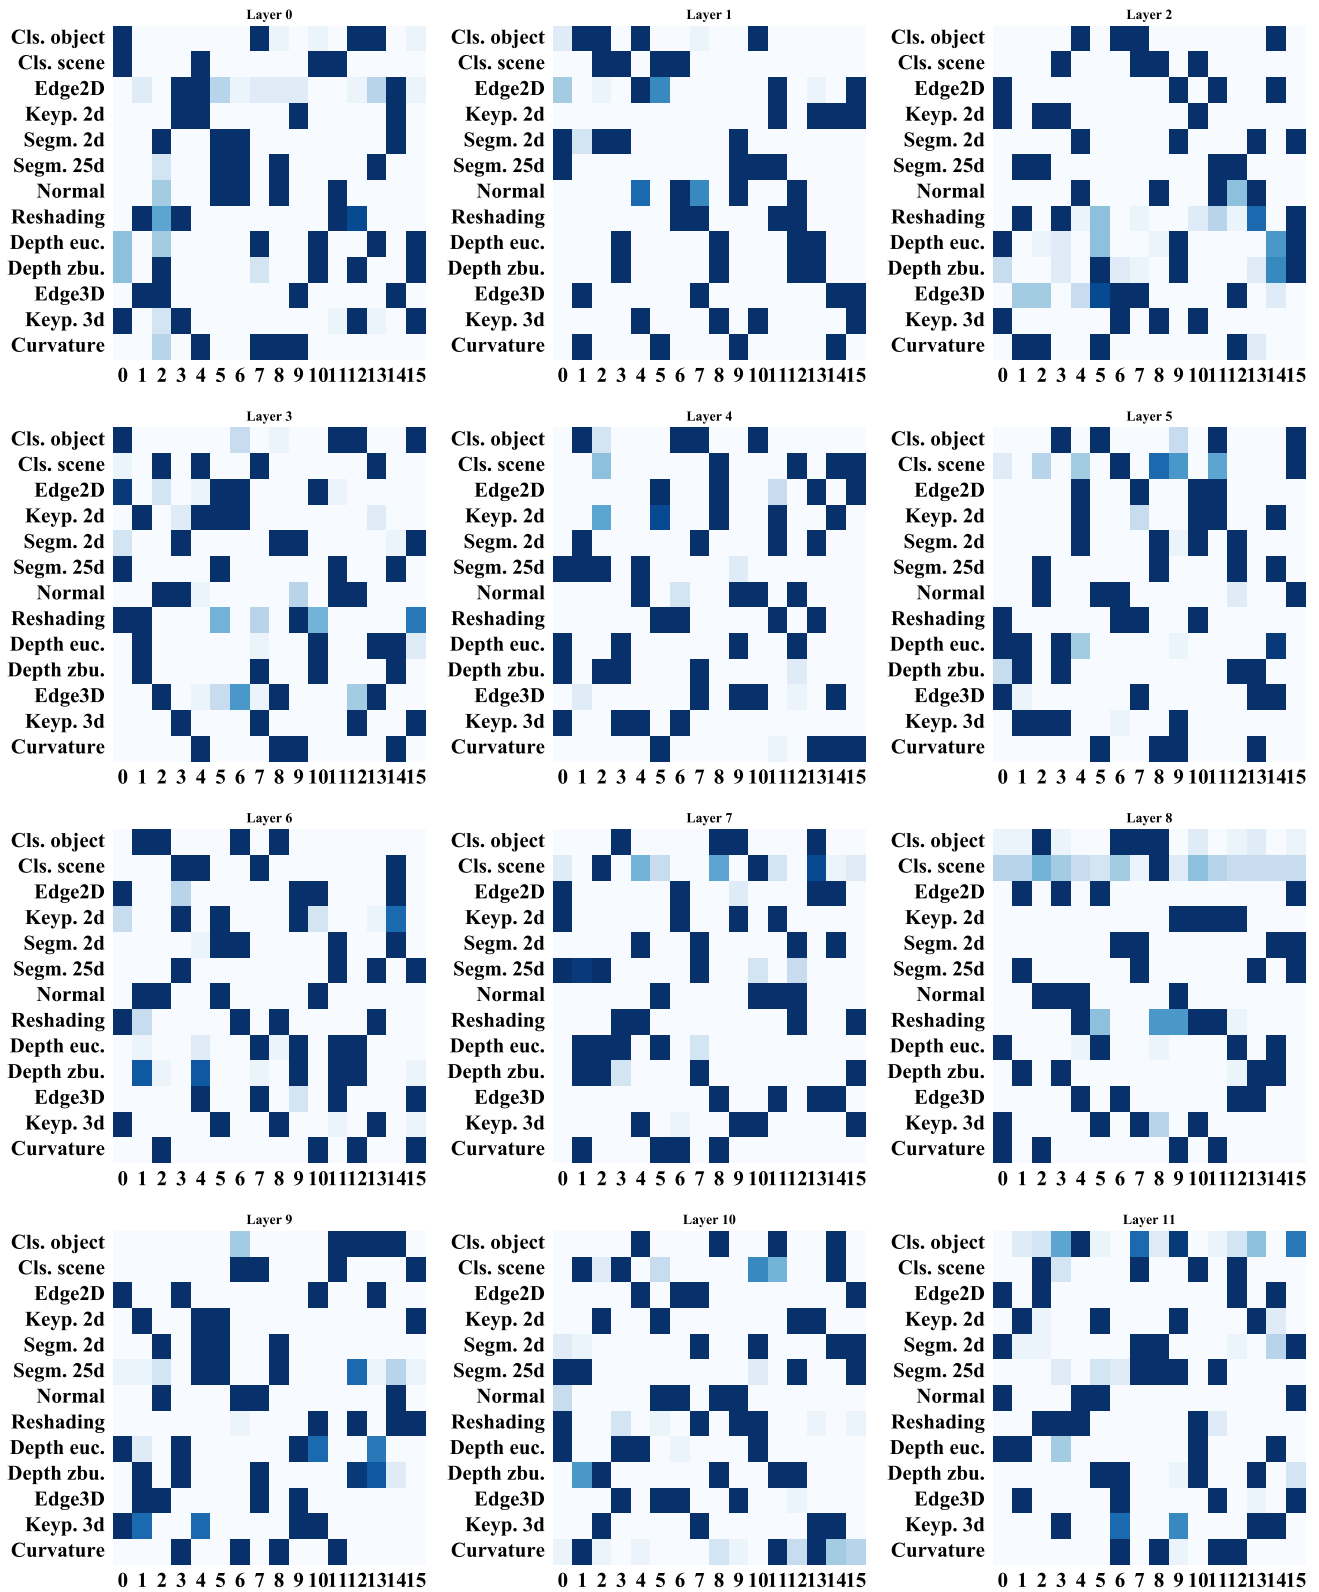 Layer 0 Layer 1 Layer 2
Cls. object Cls. object Cls. object
Cls. scene Cls. scene Cls. scene
Edge2D Edge2D Edge2D
Keyp. 2d Keyp. 2d Keyp. 2d
Segm. 2d Segm. 2d Segm. 2d
Segm. 25d Segm. 25d Segm. 25d
Normal Normal Normal
Reshading Reshading Reshading
Depth euc. Depth euc. Depth euc.
Depth zbu. Depth zbu. Depth zbu.
Edge3D Edge3D Edge3D
Keyp. 3d Keyp. 3d Keyp. 3d
Curvature Curvature Curvature
0 1 2 3 4 5 6 7 8 9 10 11 12 13 14 15 0 1 2 3 4 5 6 7 8 9 10 11 12 13 14 15 0 1 2 3 4 5 6 7 8 9 10 11 12 13 14 15
Layer 3 Layer 4 Layer 5
Cls. object Cls. object Cls. object
Cls. scene Cls. scene Cls. scene
Edge2D Edge2D Edge2D
Keyp. 2d Keyp. 2d Keyp. 2d
Segm. 2d Segm. 2d Segm. 2d
Segm. 25d Segm. 25d Segm. 25d
Normal Normal Normal
Reshading Reshading Reshading
Depth euc. Depth euc. Depth euc.
Depth zbu. Depth zbu. Depth zbu.
Edge3D Edge3D Edge3D
Keyp. 3d Keyp. 3d Keyp. 3d
Curvature Curvature Curvature
0 1 2 3 4 5 6 7 8 9 10 11 12 13 14 15 0 1 2 3 4 5 6 7 8 9 10 11 12 13 14 15 0 1 2 3 4 5 6 7 8 9 10 11 12 13 14 15
Layer 6 Layer 7 Layer 8
Cls. object Cls. object Cls. object
Cls. scene Cls. scene Cls. scene
Edge2D Edge2D Edge2D
Keyp. 2d Keyp. 2d Keyp. 2d
Segm. 2d Segm. 2d Segm. 2d
Segm. 25d Segm. 25d Segm. 25d
Normal Normal Normal
Reshading Reshading Reshading
Depth euc. Depth euc. Depth euc.
Depth zbu. Depth zbu. Depth zbu.
Edge3D Edge3D Edge3D
Keyp. 3d Keyp. 3d Keyp. 3d
Curvature Curvature Curvature
0 1 2 3 4 5 6 7 8 9 10 11 12 13 14 15 0 1 2 3 4 5 6 7 8 9 10 11 12 13 14 15 0 1 2 3 4 5 6 7 8 9 10 11 12 13 14 15
Layer 9 Layer 10 Layer 11
Cls. object Cls. object Cls. object
Cls. scene Cls. scene Cls. scene
Edge2D Edge2D Edge2D
Keyp. 2d Keyp. 2d Keyp. 2d
Segm. 2d Segm. 2d Segm. 2d
Segm. 25d Segm. 25d Segm. 25d
Normal Normal Normal
Reshading Reshading Reshading
Depth euc. Depth euc. Depth euc.
Depth zbu. Depth zbu. Depth zbu.
Edge3D Edge3D Edge3D
Keyp. 3d Keyp. 3d Keyp. 3d
Curvature Curvature Curvature
0 1 2 3 4 5 6 7 8 9 10 11 12 13 14 15 0 1 2 3 4 5 6 7 8 9 10 11 12 13 14 15 0 1 2 3 4 5 6 7 8 9 10 11 12 13 14 15